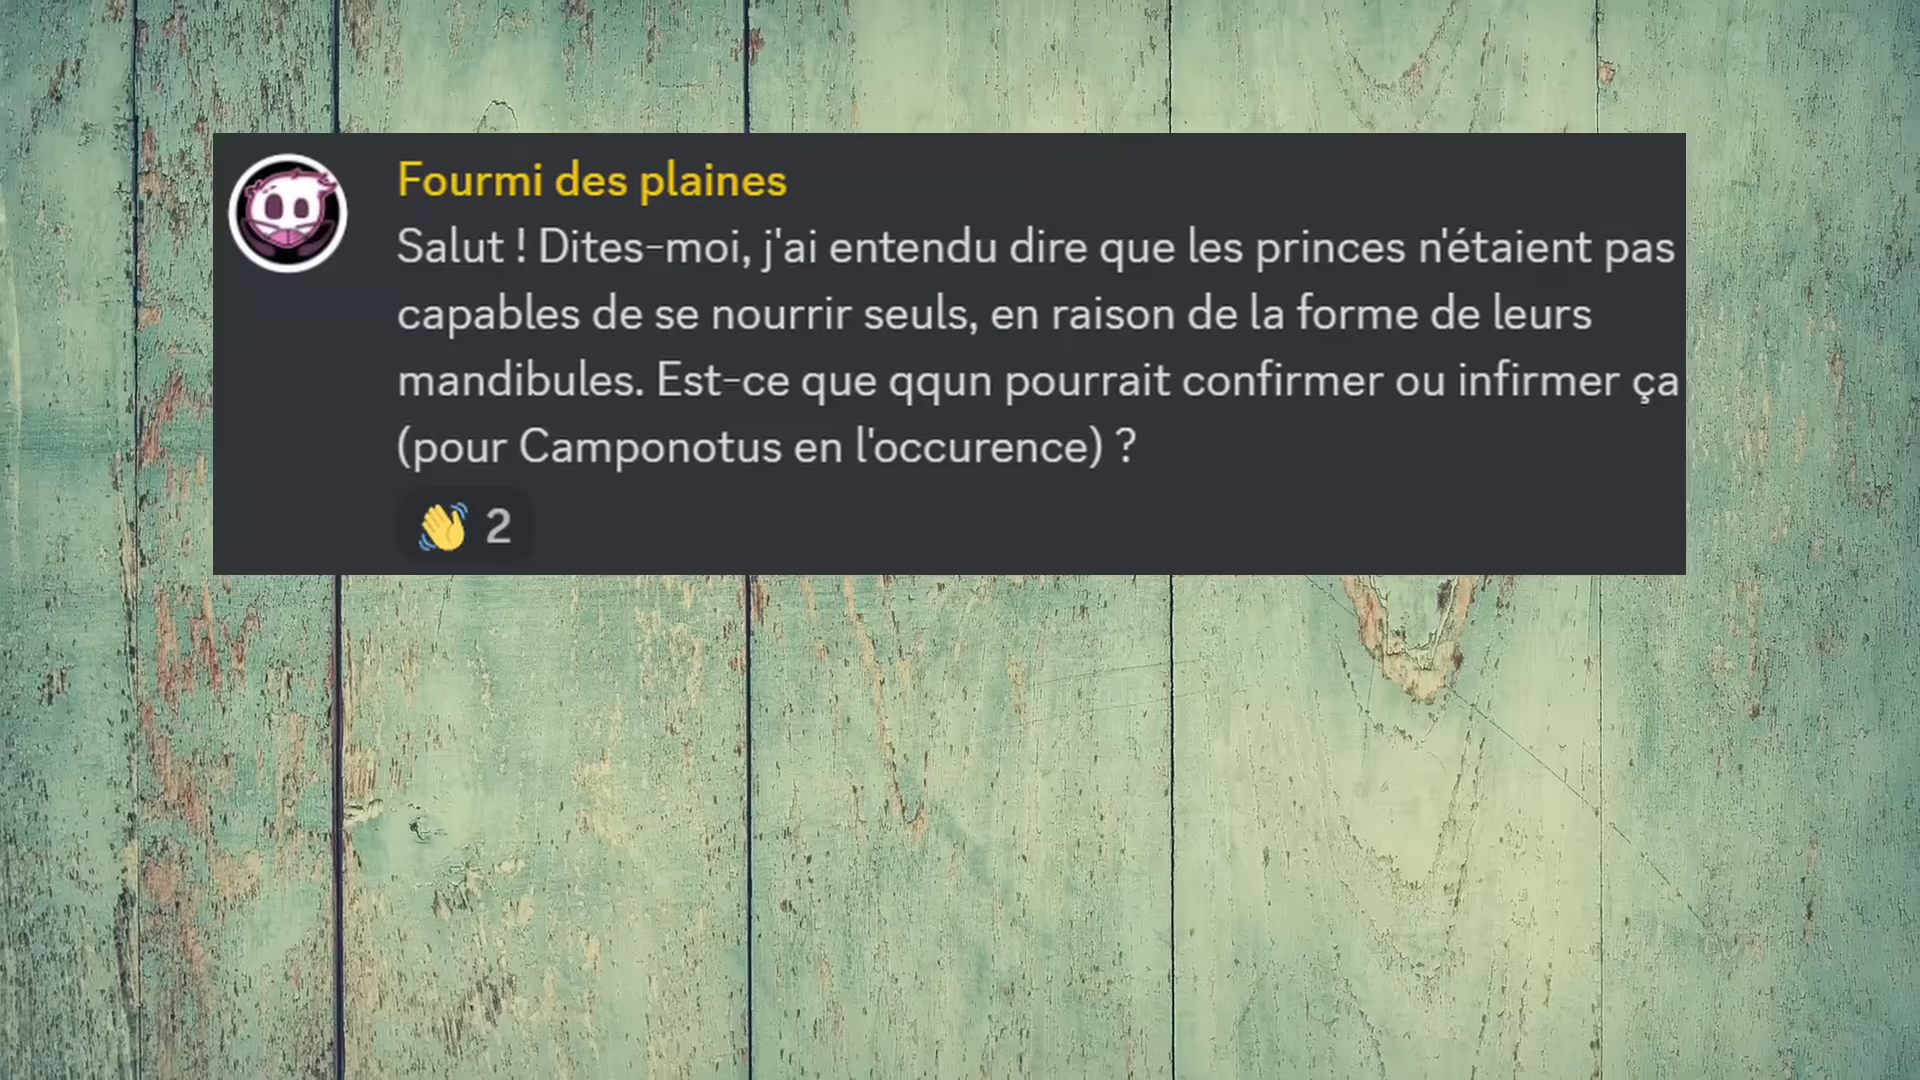 Fourmi des plaines
Salut ! Dites-moi, j'ai entendu dire que les princes n'étaient pas
capables de se nourrir seuls, en raison de la forme de leurs
mandibules. Est-ce que qqun pourrait confirmer ou infirmer ça
(pour Camponotus en l'occurence) ?
👋 2